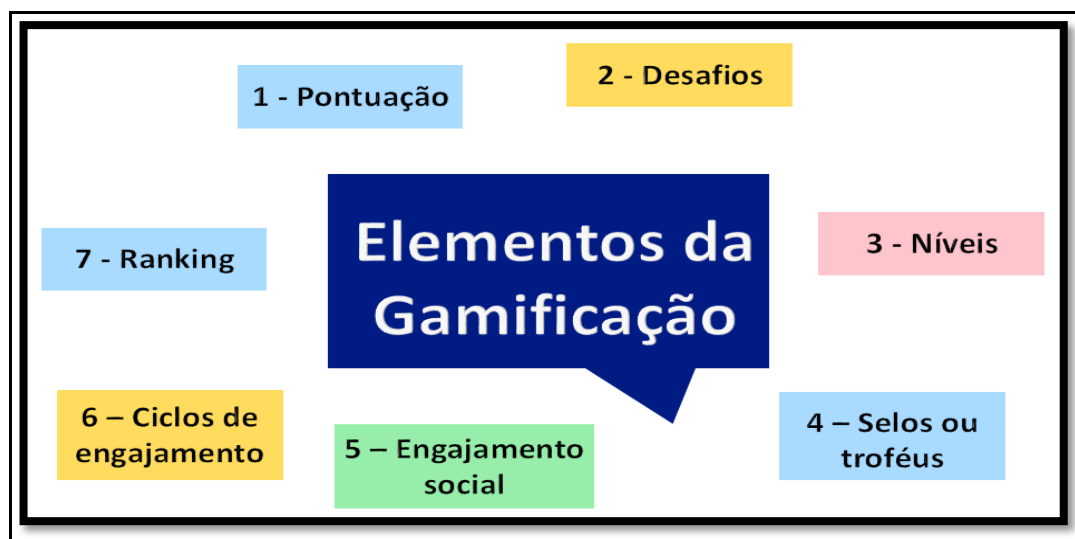 1 - Pontuação
2 - Desafios
Elementos da
Gamificação
3 - Níveis
7 - Ranking
6 – Ciclos de
engajamento
5 – Engajamento
social
4 – Selos ou
troféus